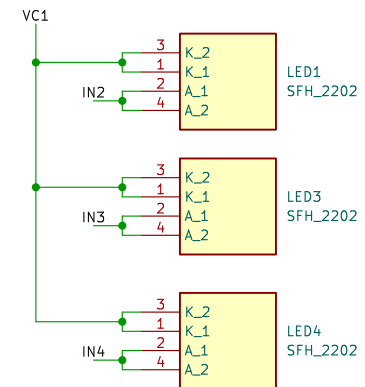 VC1
3 K_2
1 K_1 LED1
IN2 2 A_1 SFH_2202
4 A_2
3 K_2
1 K_1 LED3
IN3 2 A_1 SFH_2202
4 A_2
3 K_2
1 K_1 LED4
IN4 2 A_1 SFH_2202
4 A_2